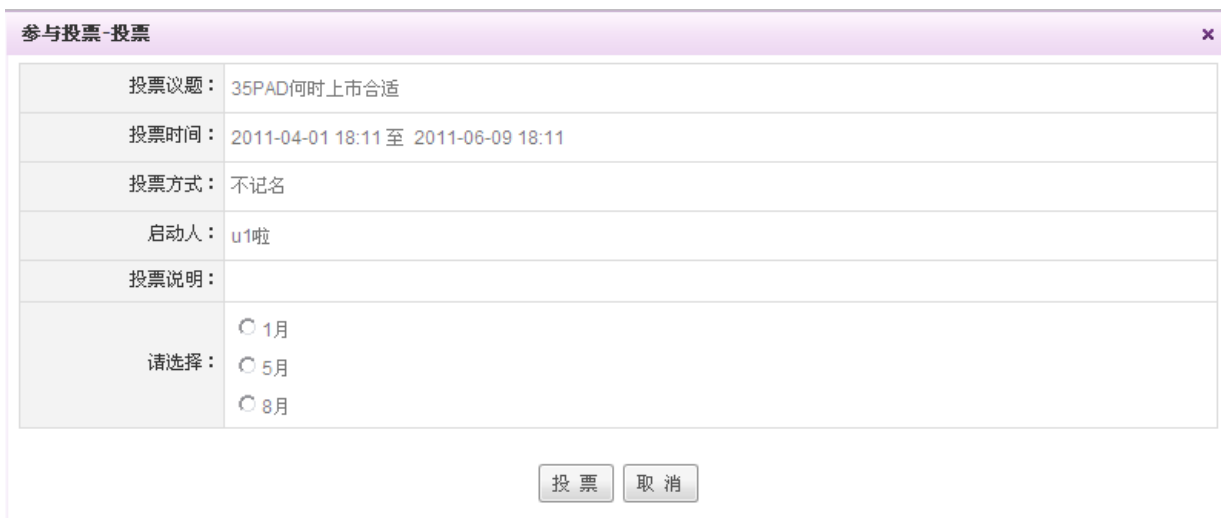 参与投票-投票
投票议题： 35PAD何时上市合适
投票时间： 2011-04-01 18:11 至 2011-06-09 18:11
投票方式： 不记名
启动人： u1啦
投票说明：
请选择：
1月
5月
8月
投 票 取 消